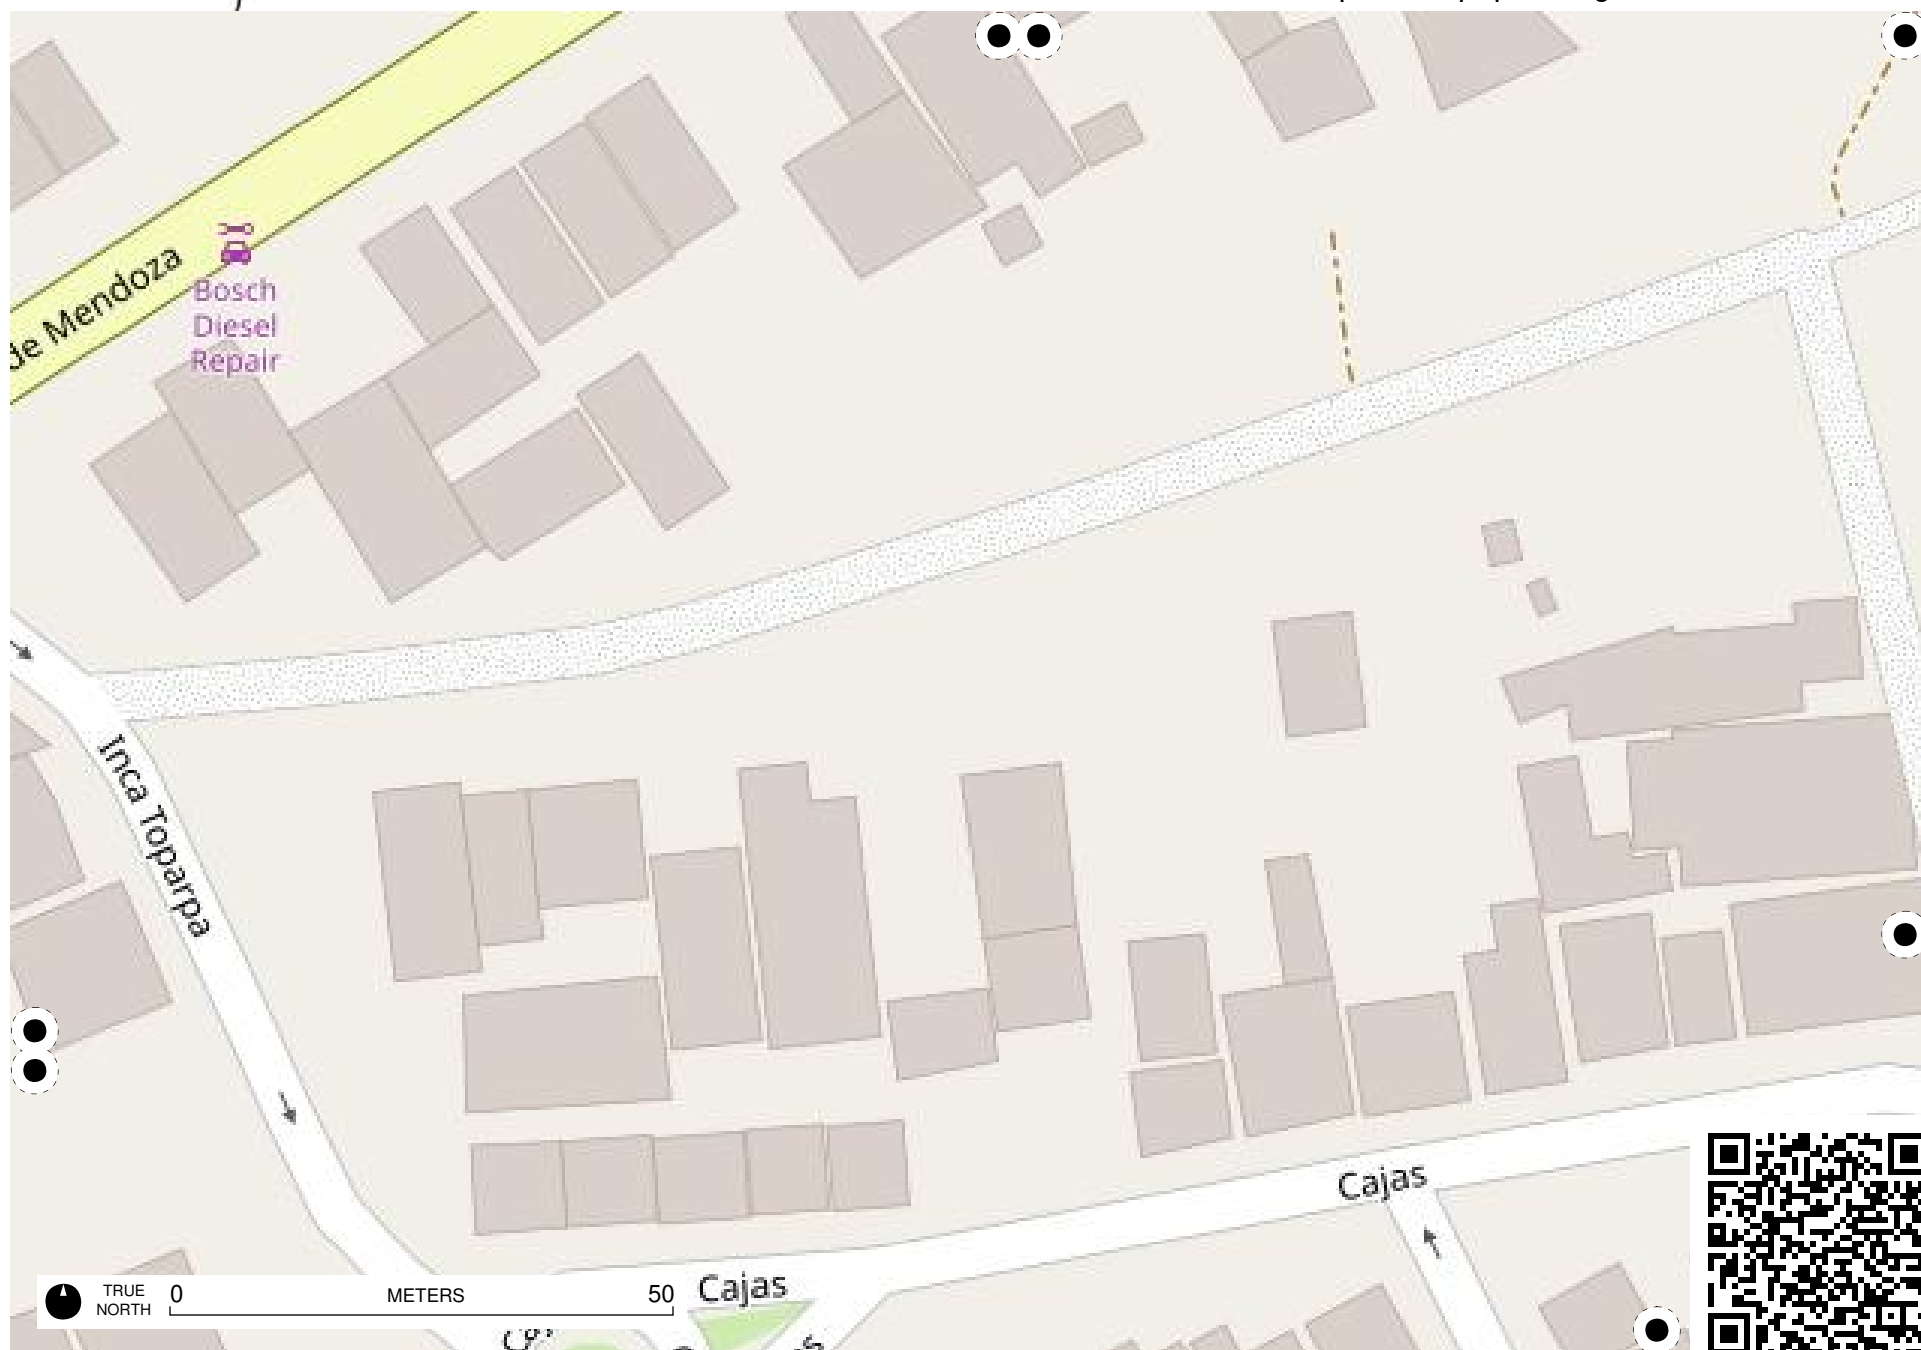 de Mendoza
Bosch
Diesel
Repair
Inca Toparpa
Cajas
Cajas
TRUE
NORTH
0
METERS
50